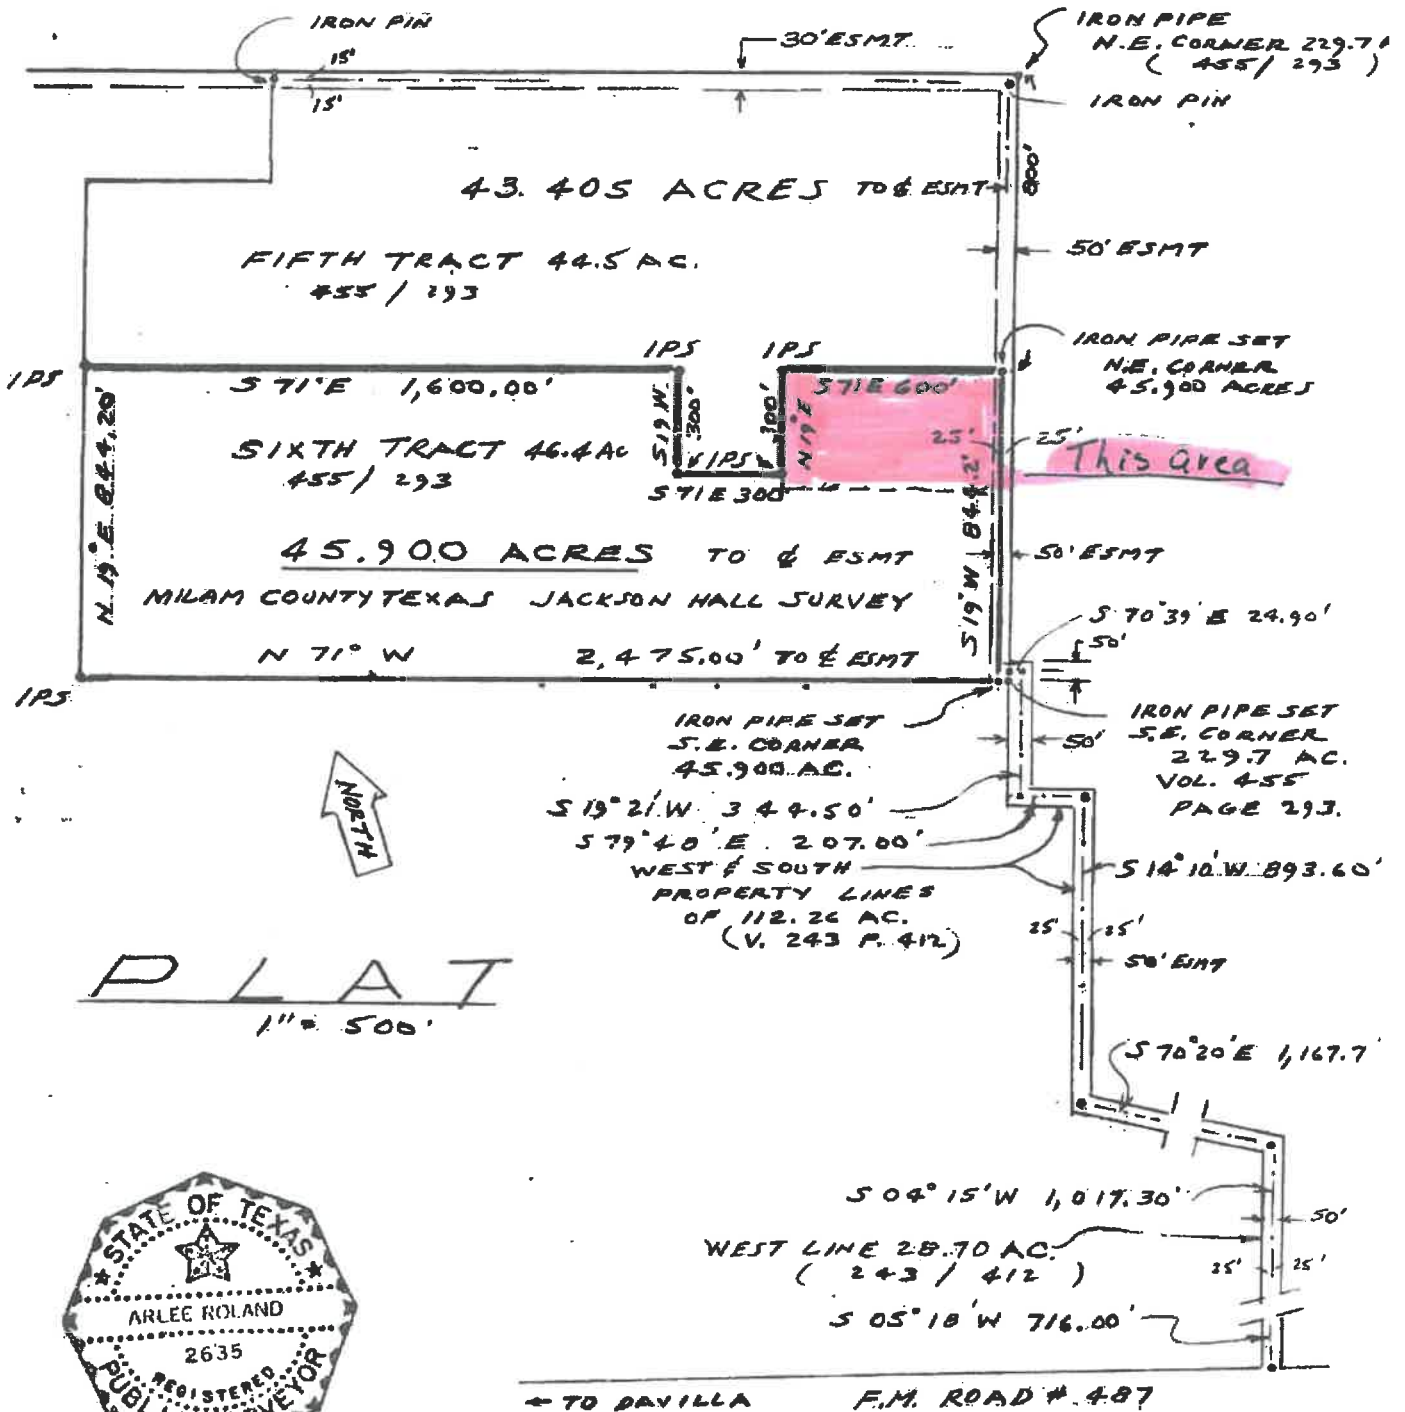 IRON PIN
30' ESMT.
IRON PIPE
N.E. CORNER 229.7
( 455 / 293 )
15'
15'
IRON PIN
800'
43.405 ACRES TO ℄ ESMT
50' ESMT
FIFTH TRACT 44.5 AC.
455 / 293
IRON PIPE SET
N.E. CORNER
45.900 ACRES
IPS
IPS
IPS
S 71°E 1,600.00'
S 71 E 600'
S 19 W
300'
300'
N 19°E
25'
25'
This area
N 19° E 844.20'
SIXTH TRACT 46.4 AC
455 / 293
IPS
S 71 E 300'
S 19° W 844.2'
45.900 ACRES TO ℄ ESMT
50' ESMT
MILAM COUNTY TEXAS JACKSON HALL SURVEY
S 70°39' E 24.90'
50'
N 71° W 2,475.00' TO ℄ ESMT
IPS
IRON PIPE SET
S.E. CORNER
45.900 AC.
50'
IRON PIPE SET
S.E. CORNER
229.7 AC.
VOL. 455
PAGE 293.
NORTH
S 19°21' W 344.50'
S 79°40' E 207.00'
WEST & SOUTH
PROPERTY LINES
OF 112.26 AC.
(V. 243 P. 412)
S 14°10' W 893.60'
25'
25'
50' ESMT
PLAT
1" = 500'
S 70°20' E 1,167.7'
S 04° 15' W 1,017.30'
50'
WEST LINE 28.70 AC.
( 243 / 412 )
25'
25'
S 05°18' W 716.00'
STATE OF TEXAS
ARLEE ROLAND
2635
REGISTERED
← TO DAVILLA F.M. ROAD # 487